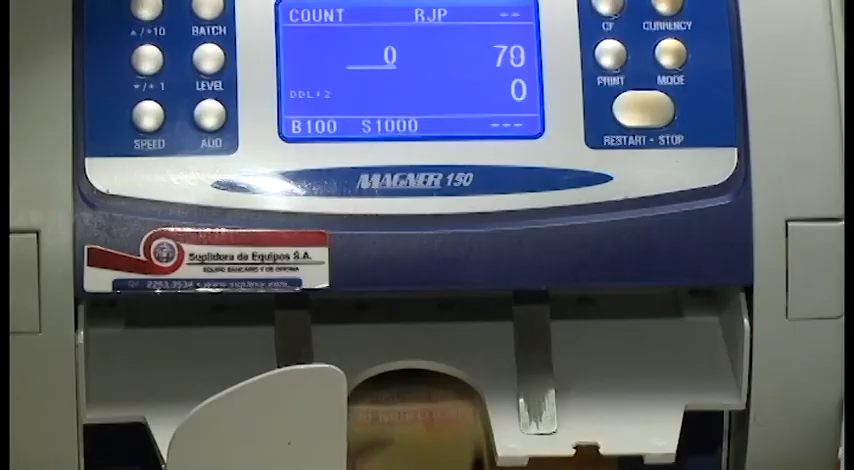 COUNT RJP --
0 79
0
DDL+2
B100 S1000 ---
▲/+10 BATCH
▼/+ 1 LEVEL
SPEED ADD
CF CURRENCY
PRINT MODE
RESTART - STOP
MAGNER 150
Suplidora de Equipos S.A.
EQUIPO BANCARIO Y DE OFICINA